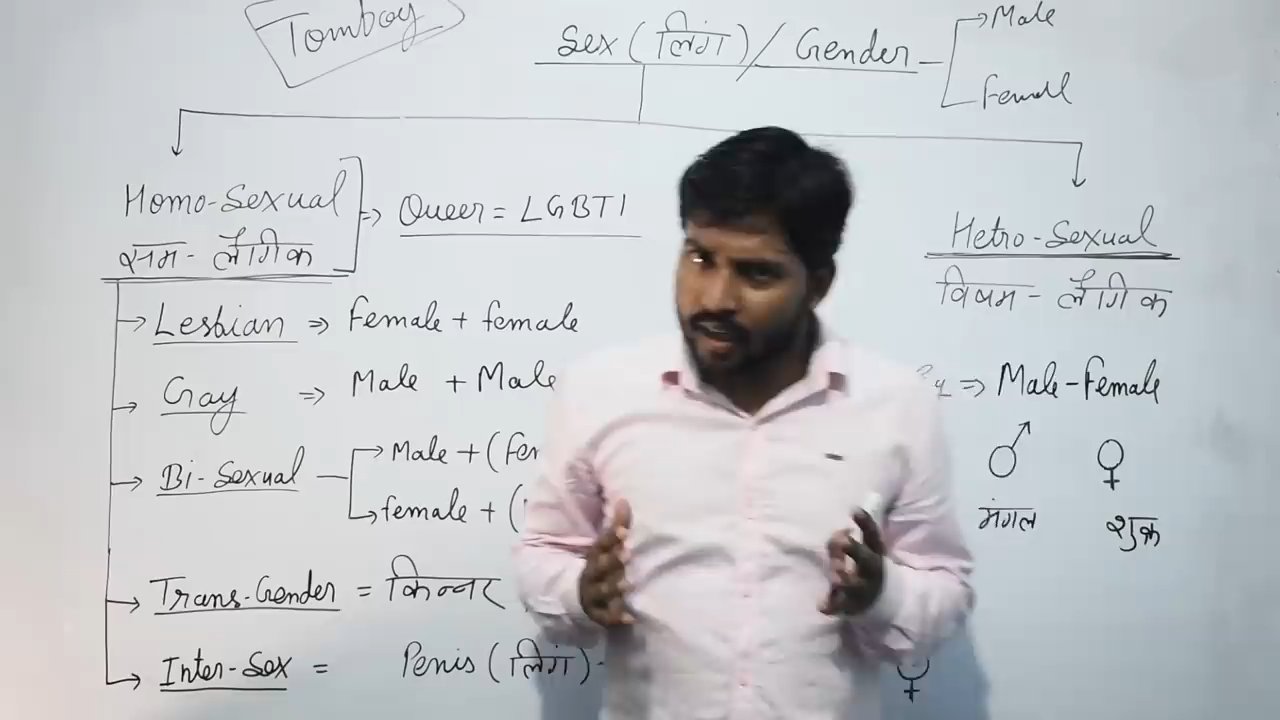 Tomboy
Sex (लिंग) / Gender
Male
Female
Homo-Sexual
सम-लैंगिक
=> Queer = LGBTI
Hetro-Sexual
विषम-लैंगिक
Lesbian => Female + female
Gay => Male + Male
Bi-Sexual
Male + (
female + (
Trans-Gender = किन्नर
Inter-Sex = Penis (लिंग)-
=> Male-Female
♂ ♀
मंगल शुक्र